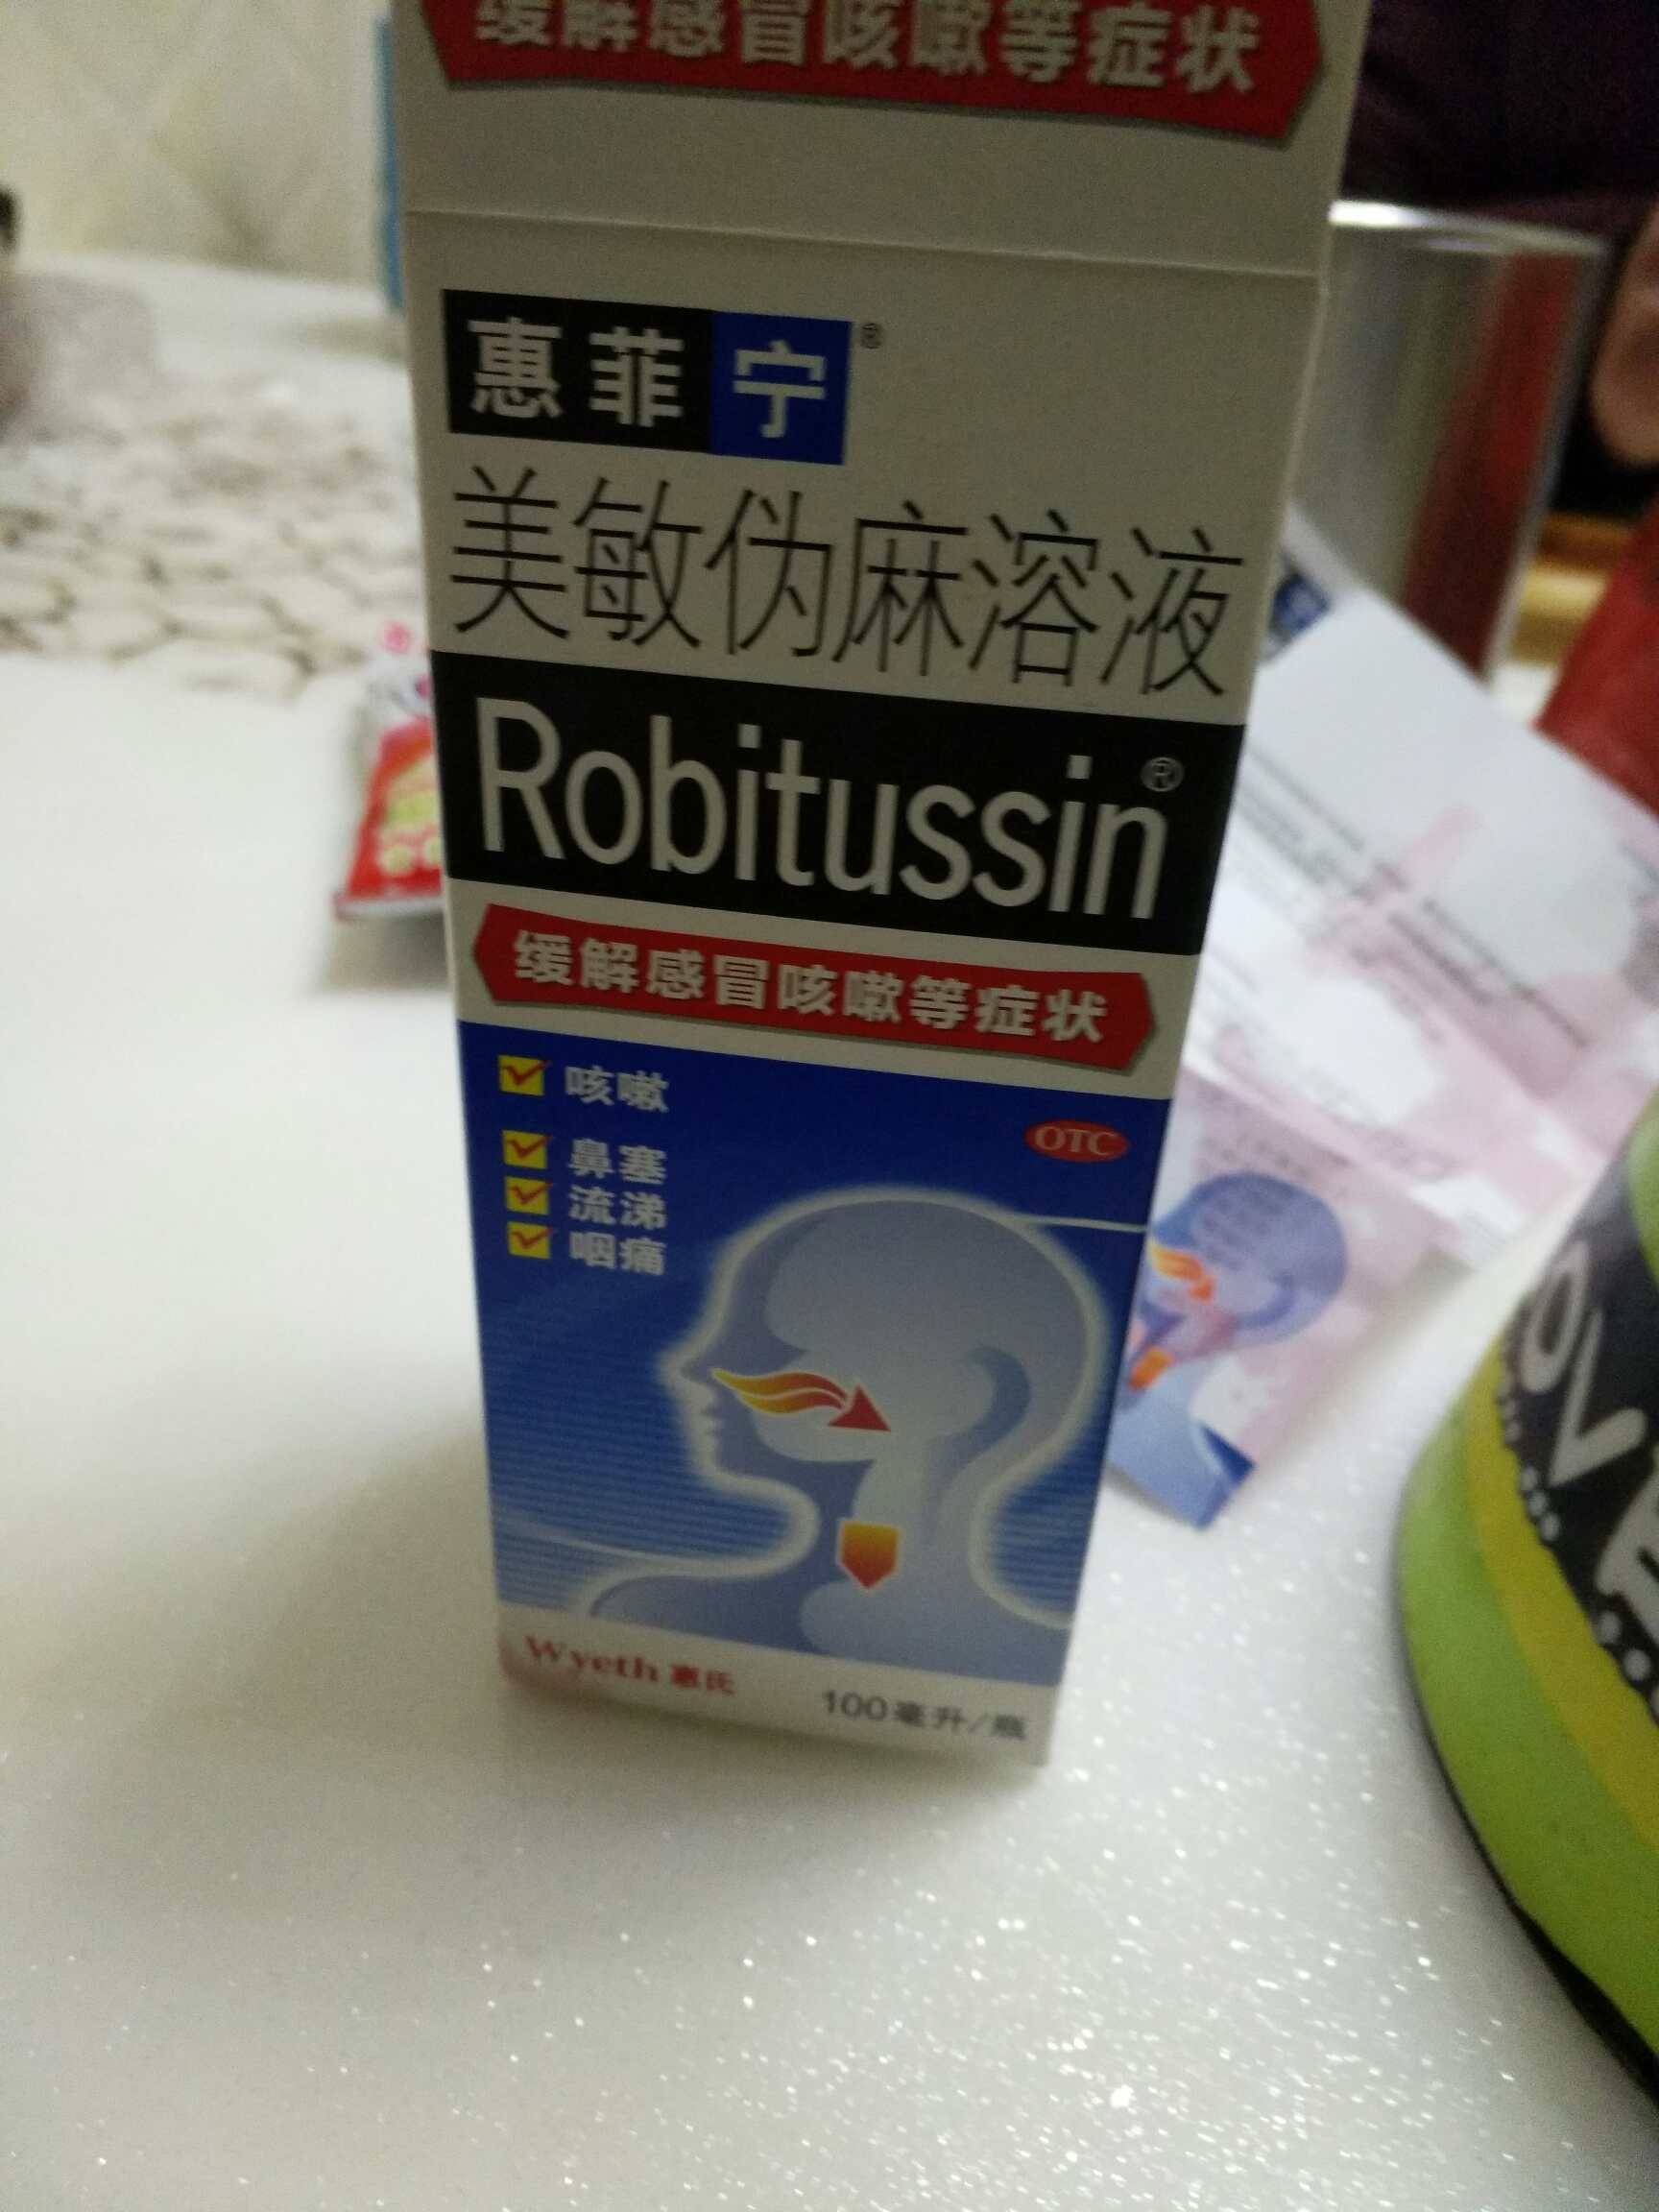 缓解感冒咳嗽等症状
惠菲宁®
美敏伪麻溶液
Robitussin®
缓解感冒咳嗽等症状
咳嗽
OTC
鼻塞
流涕
咽痛
Wyeth 惠氏
100毫升/瓶